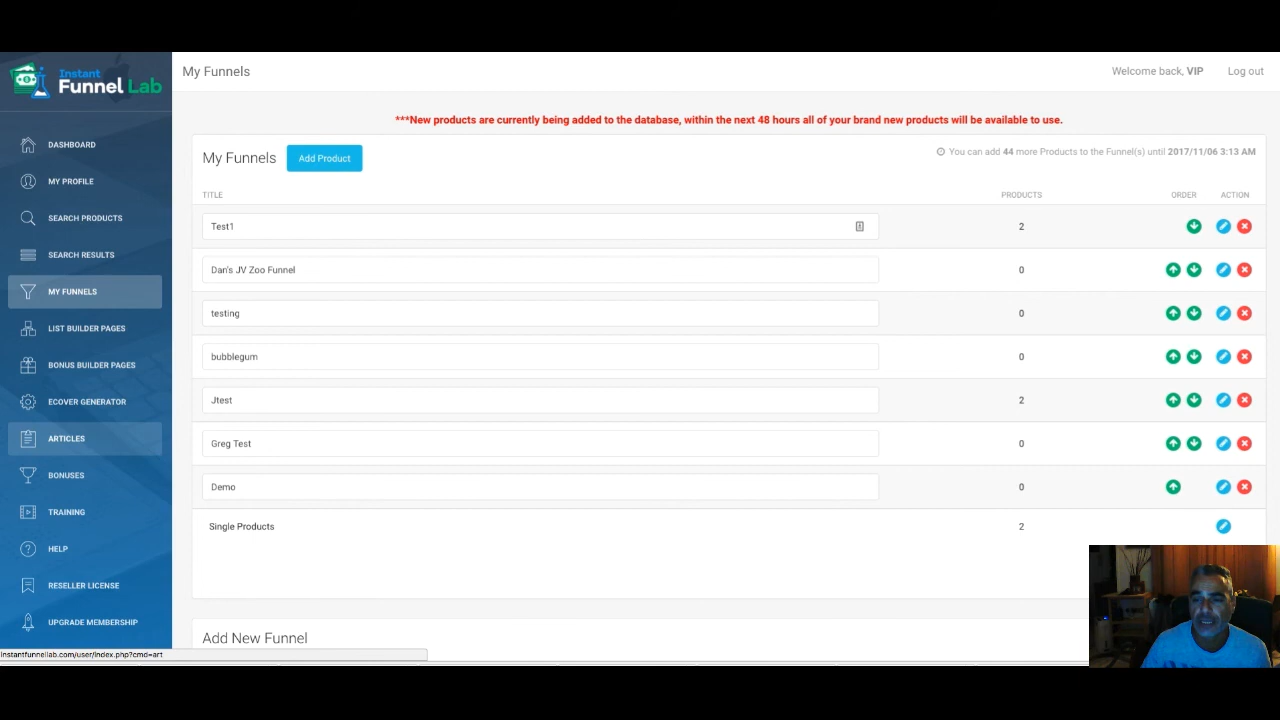 Instant
Funnel Lab
My Funnels
Welcome back, VIP
Log out
***New products are currently being added to the database, within the next 48 hours all of your brand new products will be available to use.
DASHBOARD
MY PROFILE
SEARCH PRODUCTS
SEARCH RESULTS
MY FUNNELS
LIST BUILDER PAGES
BONUS BUILDER PAGES
ECOVER GENERATOR
ARTICLES
BONUSES
TRAINING
HELP
RESELLER LICENSE
UPGRADE MEMBERSHIP
My Funnels
Add Product
You can add 44 more Products to the Funnel(s) until 2017/11/06 3:13 AM
TITLE PRODUCTS ORDER ACTION
Test1 2
Dan's JV Zoo Funnel 0
testing 0
bubblegum 0
Jtest 2
Greg Test 0
Demo 0
Single Products 2
Add New Funnel
instantfunnellab.com/user/index.php?cmd=art